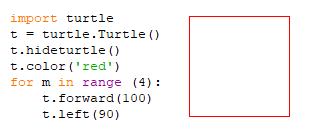 import turtle
t = turtle.Turtle()
t.hideturtle()
t.color('red')
for m in range (4):
    t.forward(100)
    t.left(90)